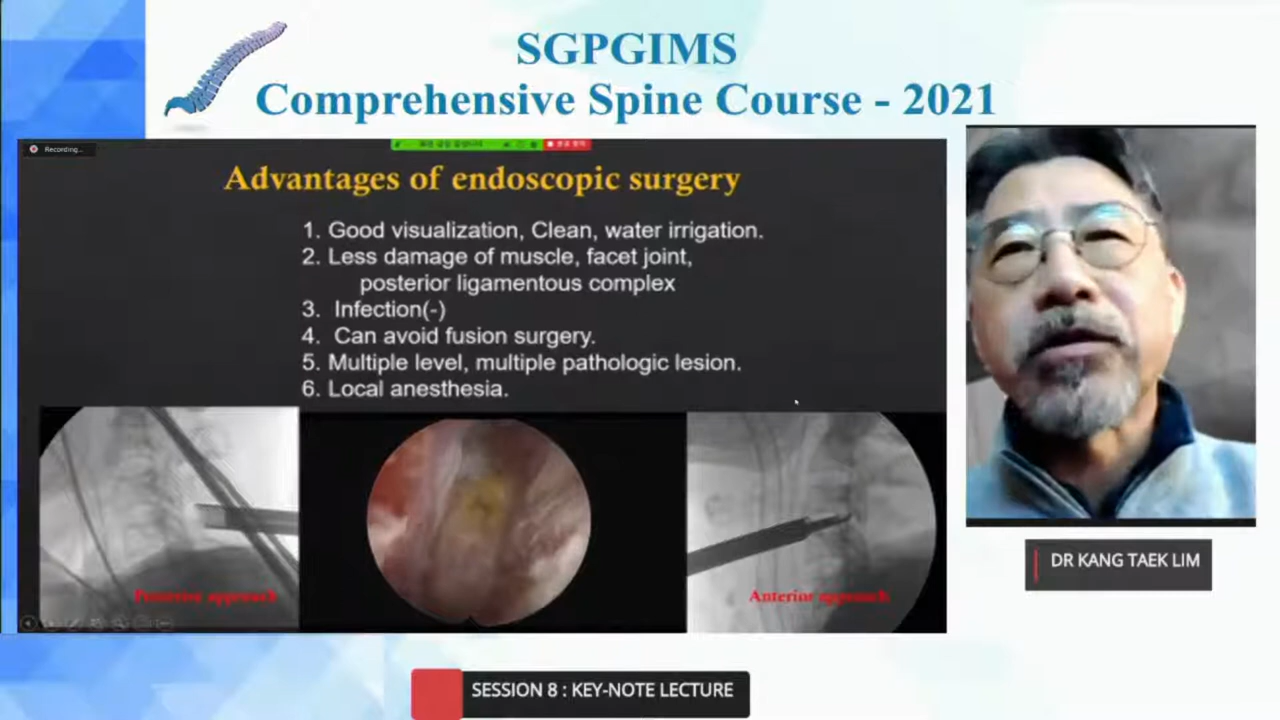 SGPGIMS
Comprehensive Spine Course - 2021
Recording...
Advantages of endoscopic surgery
1. Good visualization, Clean, water irrigation.
2. Less damage of muscle, facet joint,
posterior ligamentous complex
3. Infection(-)
4. Can avoid fusion surgery.
5. Multiple level, multiple pathologic lesion.
6. Local anesthesia.
Posterior approach
Anterior approach
DR KANG TAEK LIM
SESSION 8 : KEY-NOTE LECTURE